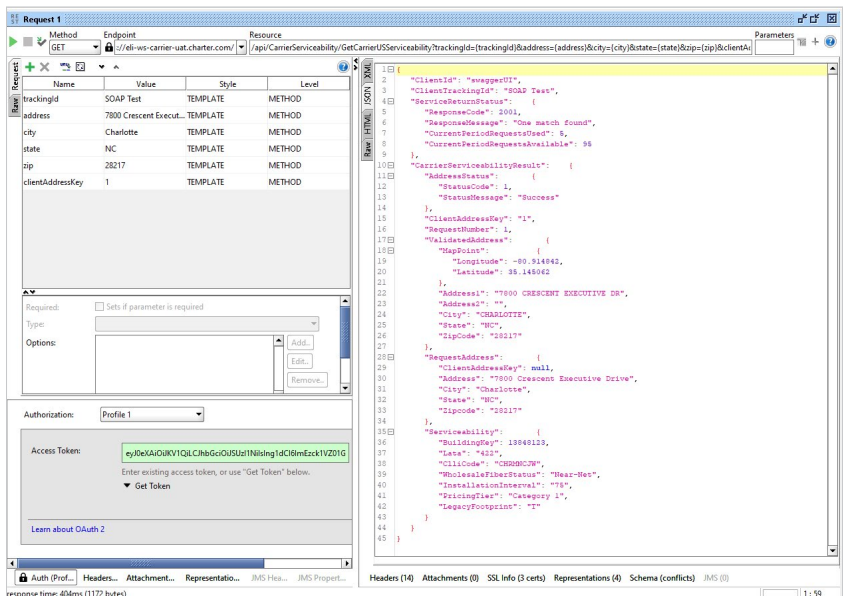 Request 1
Method Endpoint Resource Parameters
GET ://eli-ws-carrier-uat.charter.com/ /api/CarrierServiceability/GetCarrierUSServiceability?trackingId={trackingId}&address={address}&city={city}&state={state}&zip={zip}&clientAc
Request
Raw
Name Value Style Level
trackingId SOAP Test TEMPLATE METHOD
address 7800 Crescent Execut... TEMPLATE METHOD
city Charlotte TEMPLATE METHOD
state NC TEMPLATE METHOD
zip 28217 TEMPLATE METHOD
clientAddressKey 1 TEMPLATE METHOD
Required: Sets if parameter is required
Type:
Options:
Add..
Edit..
Remove..
Authorization: Profile 1
Access Token:
Enter existing access token, or use "Get Token" below.
Get Token
Learn about OAuth 2
Auth (Prof... Headers... Attachment... Representatio... JMS Hea... JMS Propert...
response time: 404ms (1172 bytes)
XML
JSON
HTML
Raw
1 {
2 "ClientId": "swaggerUI",
3 "ClientTrackingId": "SOAP Test",
4 "ServiceReturnStatus": {
5 "ResponseCode": 2001,
6 "ResponseMessage": "One match found",
7 "CurrentPeriodRequestsUsed": 5,
8 "CurrentPeriodRequestsAvailable": 95
9 },
10 "CarrierServiceabilityResult": {
11 "AddressStatus": {
12 "StatusCode": 1,
13 "StatusMessage": "Success"
14 },
15 "ClientAddressKey": "1",
16 "RequestNumber": 1,
17 "ValidatedAddress": {
18 "MapPoint": {
19 "Longitude": -80.914842,
20 "Latitude": 35.145062
21 },
22 "Address1": "7800 CRESCENT EXECUTIVE DR",
23 "Address2": "",
24 "City": "CHARLOTTE",
25 "State": "NC",
26 "ZipCode": "28217"
27 },
28 "RequestAddress": {
29 "ClientAddressKey": null,
30 "Address": "7800 Crescent Executive Drive",
31 "City": "Charlotte",
32 "State": "NC",
33 "Zipcode": "28217"
34 },
35 "Serviceability": {
36 "BuildingKey": 13848123,
37 "Lata": "422",
38 "ClliCode": "CHRMNCJW",
39 "WholesaleFiberStatus": "Near-Net",
40 "InstallationInterval": "75",
41 "PricingTier": "Category 1",
42 "LegacyFootprint": "T"
43 }
44 }
45 }
Headers (14) Attachments (0) SSL Info (3 certs) Representations (4) Schema (conflicts) JMS (0)
1 : 59